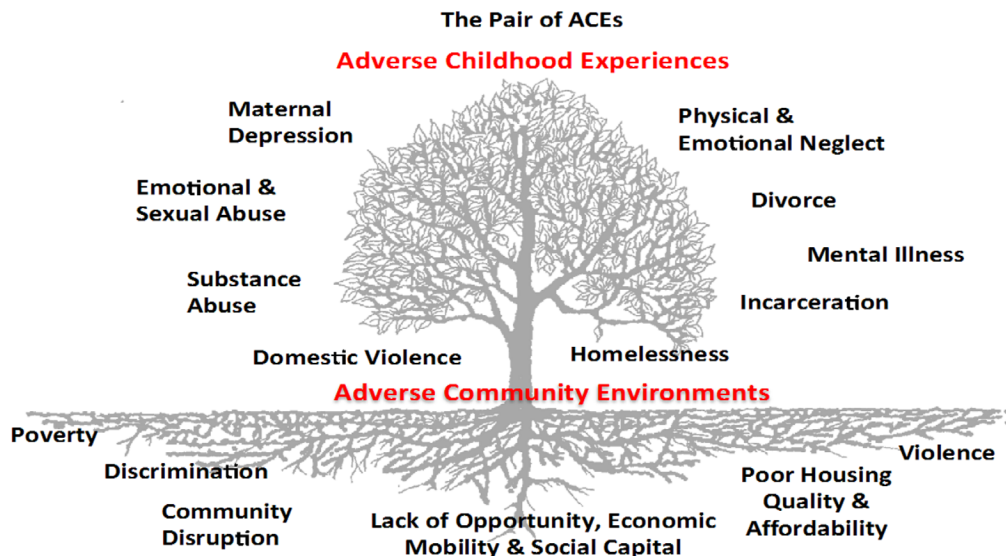 The Pair of ACEs
Adverse Childhood Experiences
Maternal
Depression
Physical &
Emotional Neglect
Emotional &
Sexual Abuse
Divorce
Mental Illness
Substance
Abuse
Incarceration
Domestic Violence
Homelessness
Adverse Community Environments
Poverty
Violence
Discrimination
Poor Housing
Quality &
Affordability
Community
Disruption
Lack of Opportunity, Economic
Mobility & Social Capital